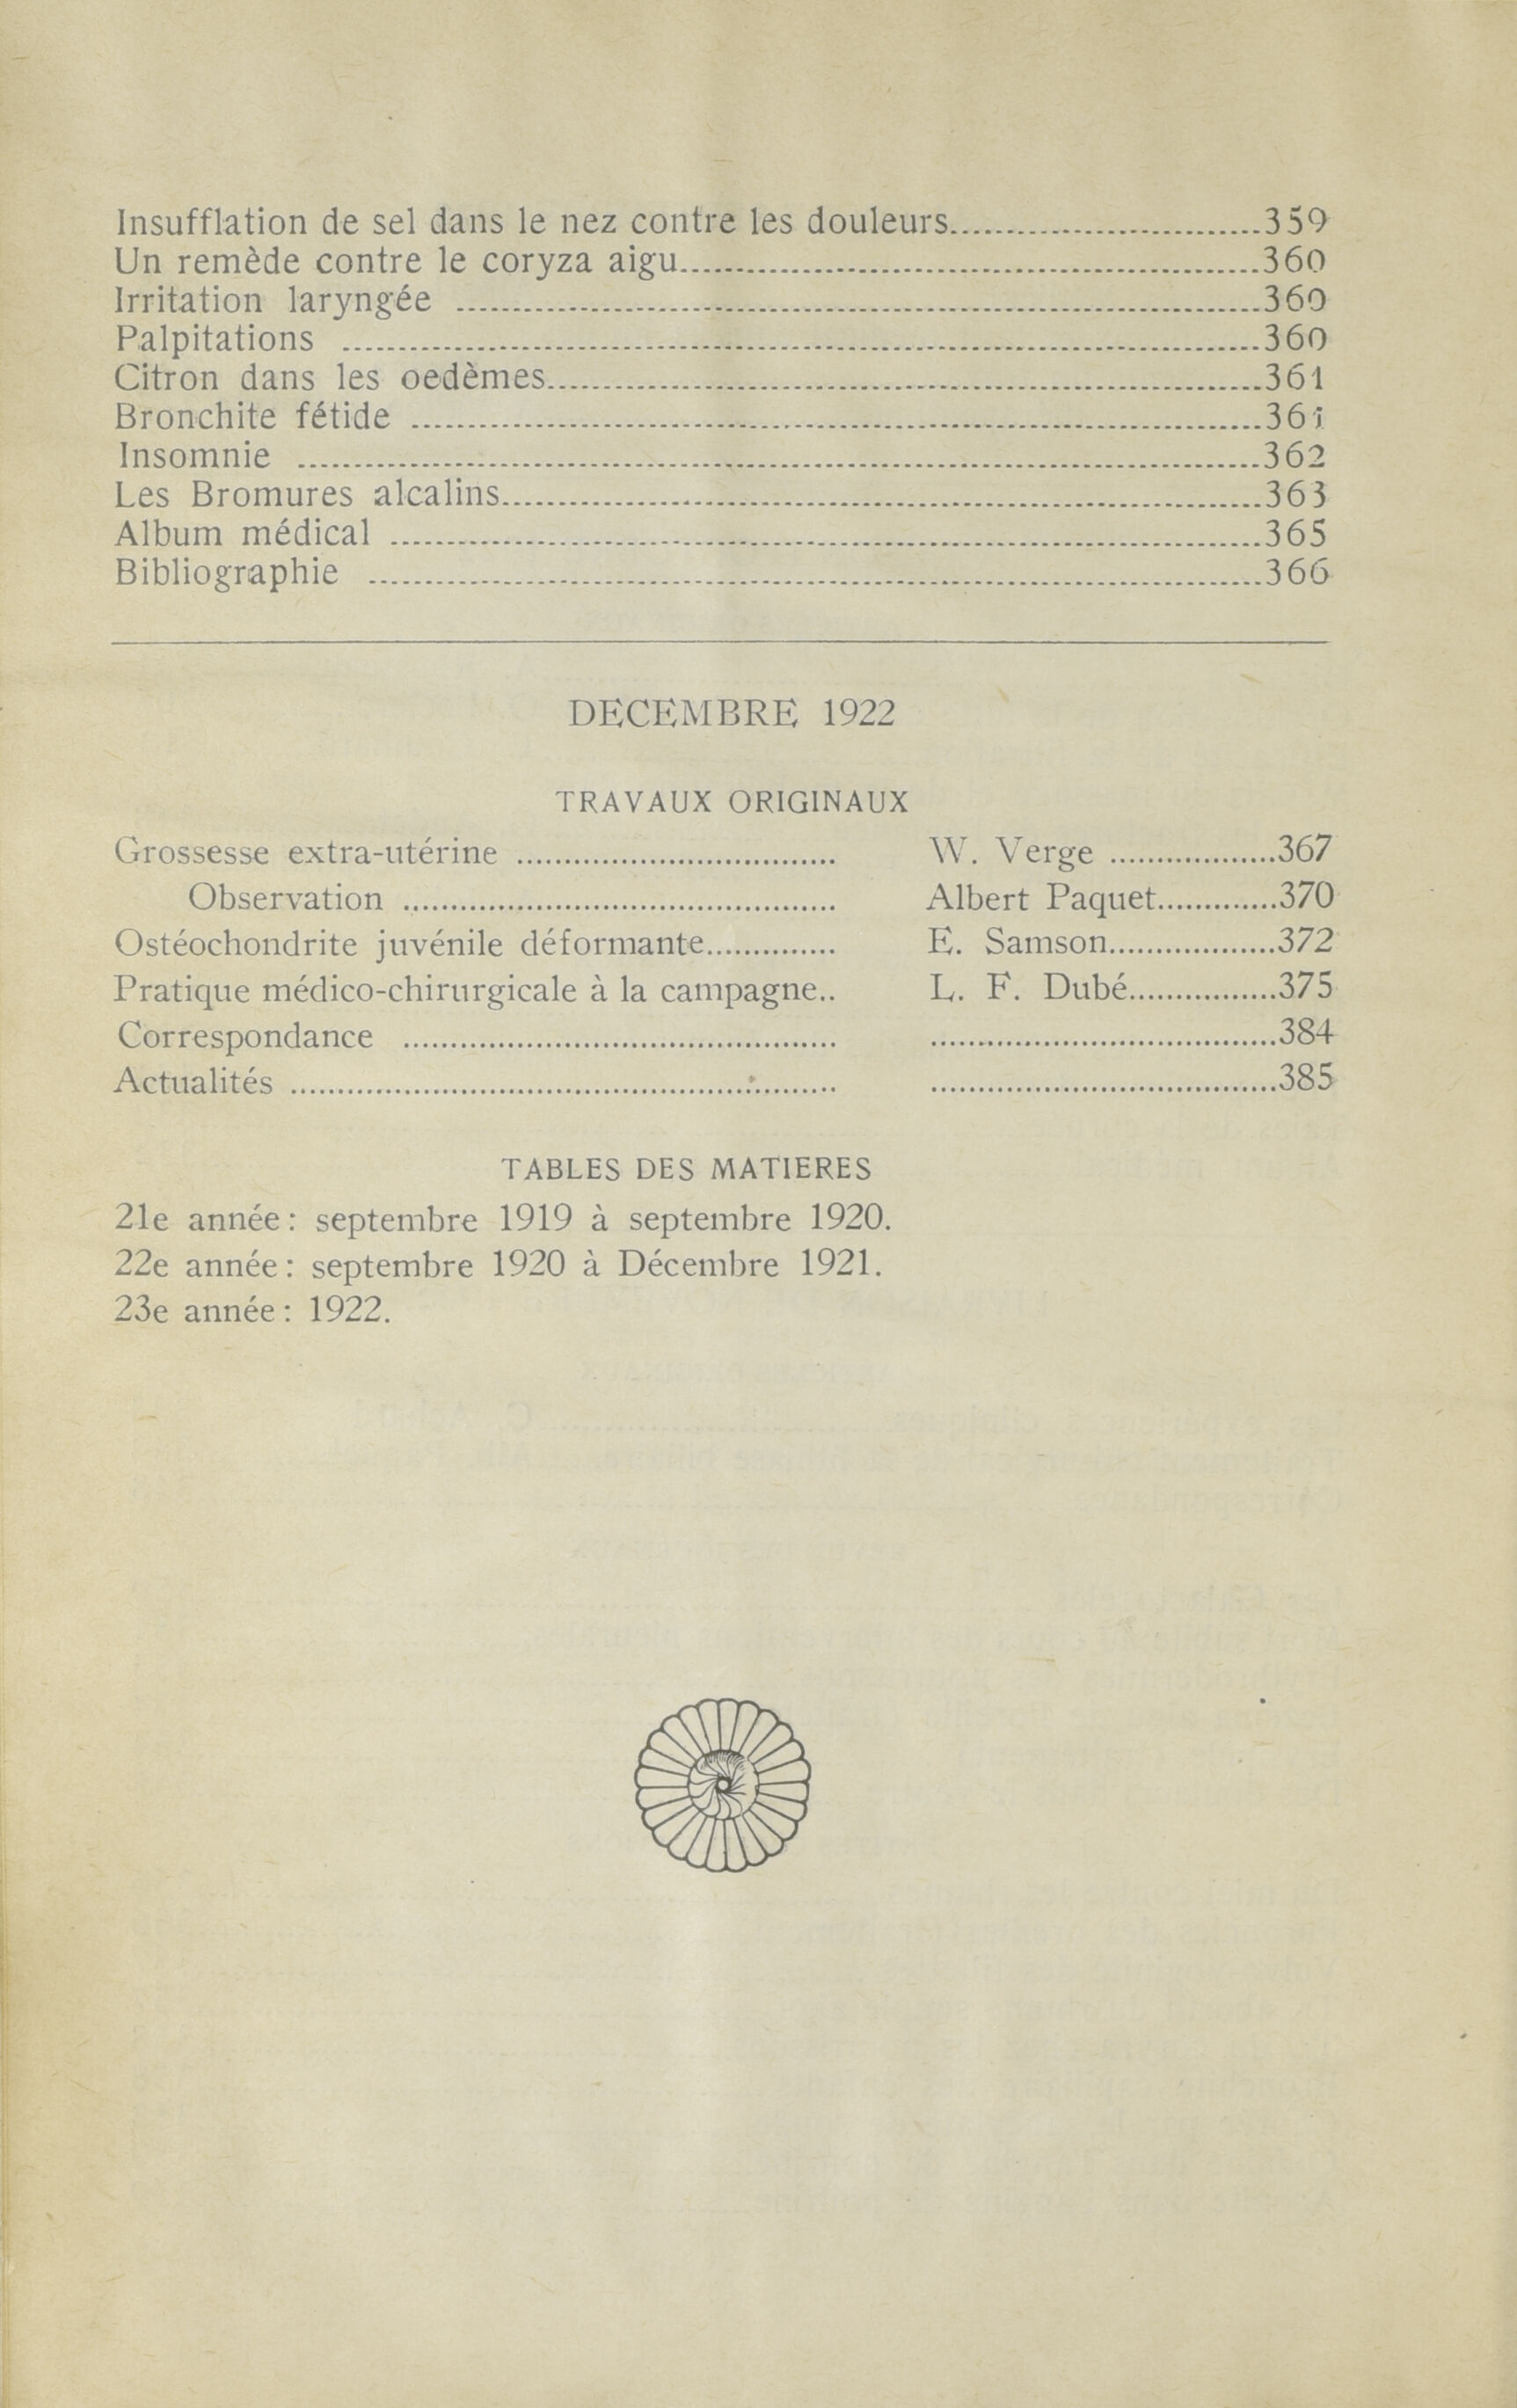 Insufflation de sel dans le nez contre les douleurs..............................359
Un remède contre le coryza aigu..............................360
Irritation laryngée ..............................360
Palpitations ..............................360
Citron dans les oedèmes..............................361
Bronchite fétide ..............................361
Insomnie ..............................362
Les Bromures alcalins..............................363
Album médical ..............................365
Bibliographie ..............................366
DECEMBRE 1922
TRAVAUX ORIGINAUX
Grossesse extra-utérine .............................. W. Verge ..................367
Observation .............................. Albert Paquet.............370
Ostéochondrite juvénile déformante.............. E. Samson..................372
Pratique médico-chirurgicale à la campagne.. L. F. Dubé................375
Correspondance .............................. ..............................384
Actualités .............................. ..............................385
TABLES DES MATIERES
21e année: septembre 1919 à septembre 1920.
22e année: septembre 1920 à Décembre 1921.
23e année: 1922.